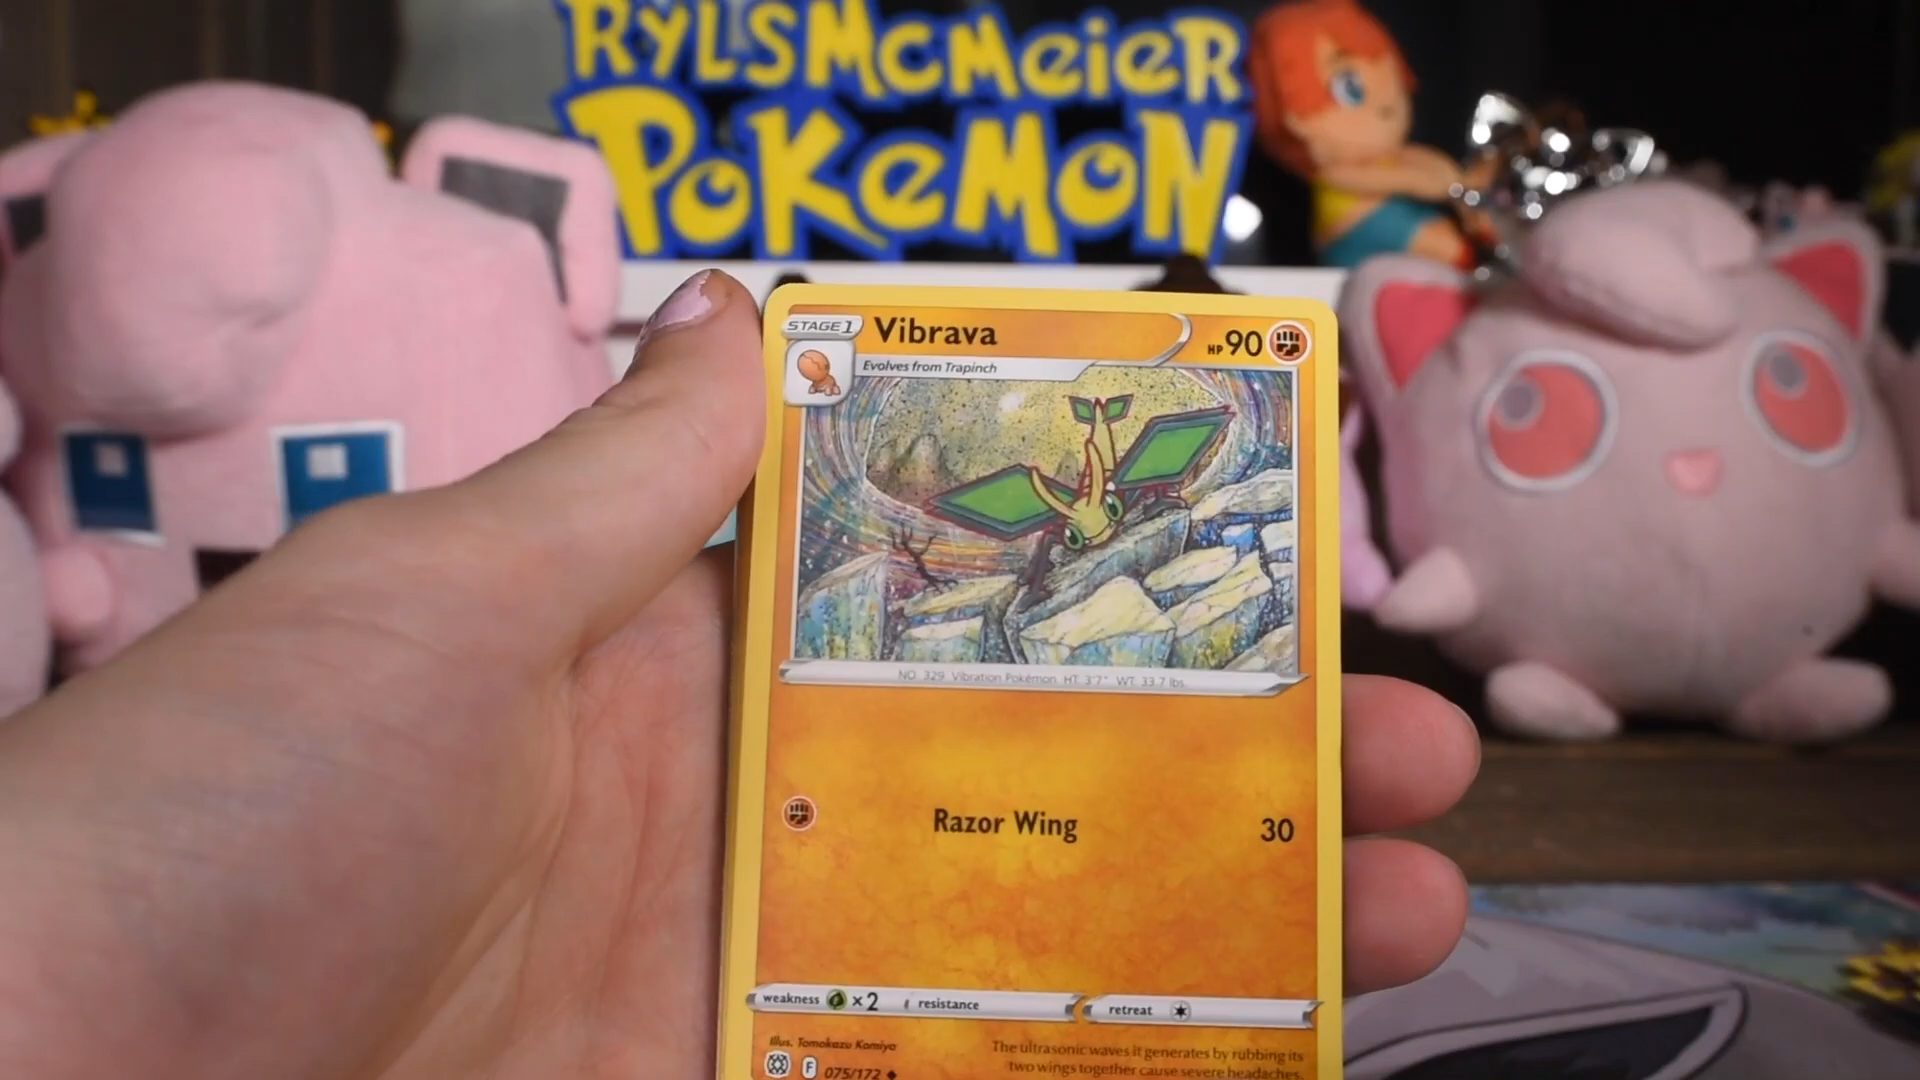 RYLSMCMEIER
POKEMON
STAGE 1
Vibrava
HP 90
Evolves from Trapinch
NO. 329 Vibration Pokémon HT: 3'7" WT: 33.7 lbs.
Razor Wing 30
weakness ×2 resistance retreat
Illus. Tomokazu Komiya
The ultrasonic waves it generates by rubbing its
two wings together cause severe headaches.
F 075/172